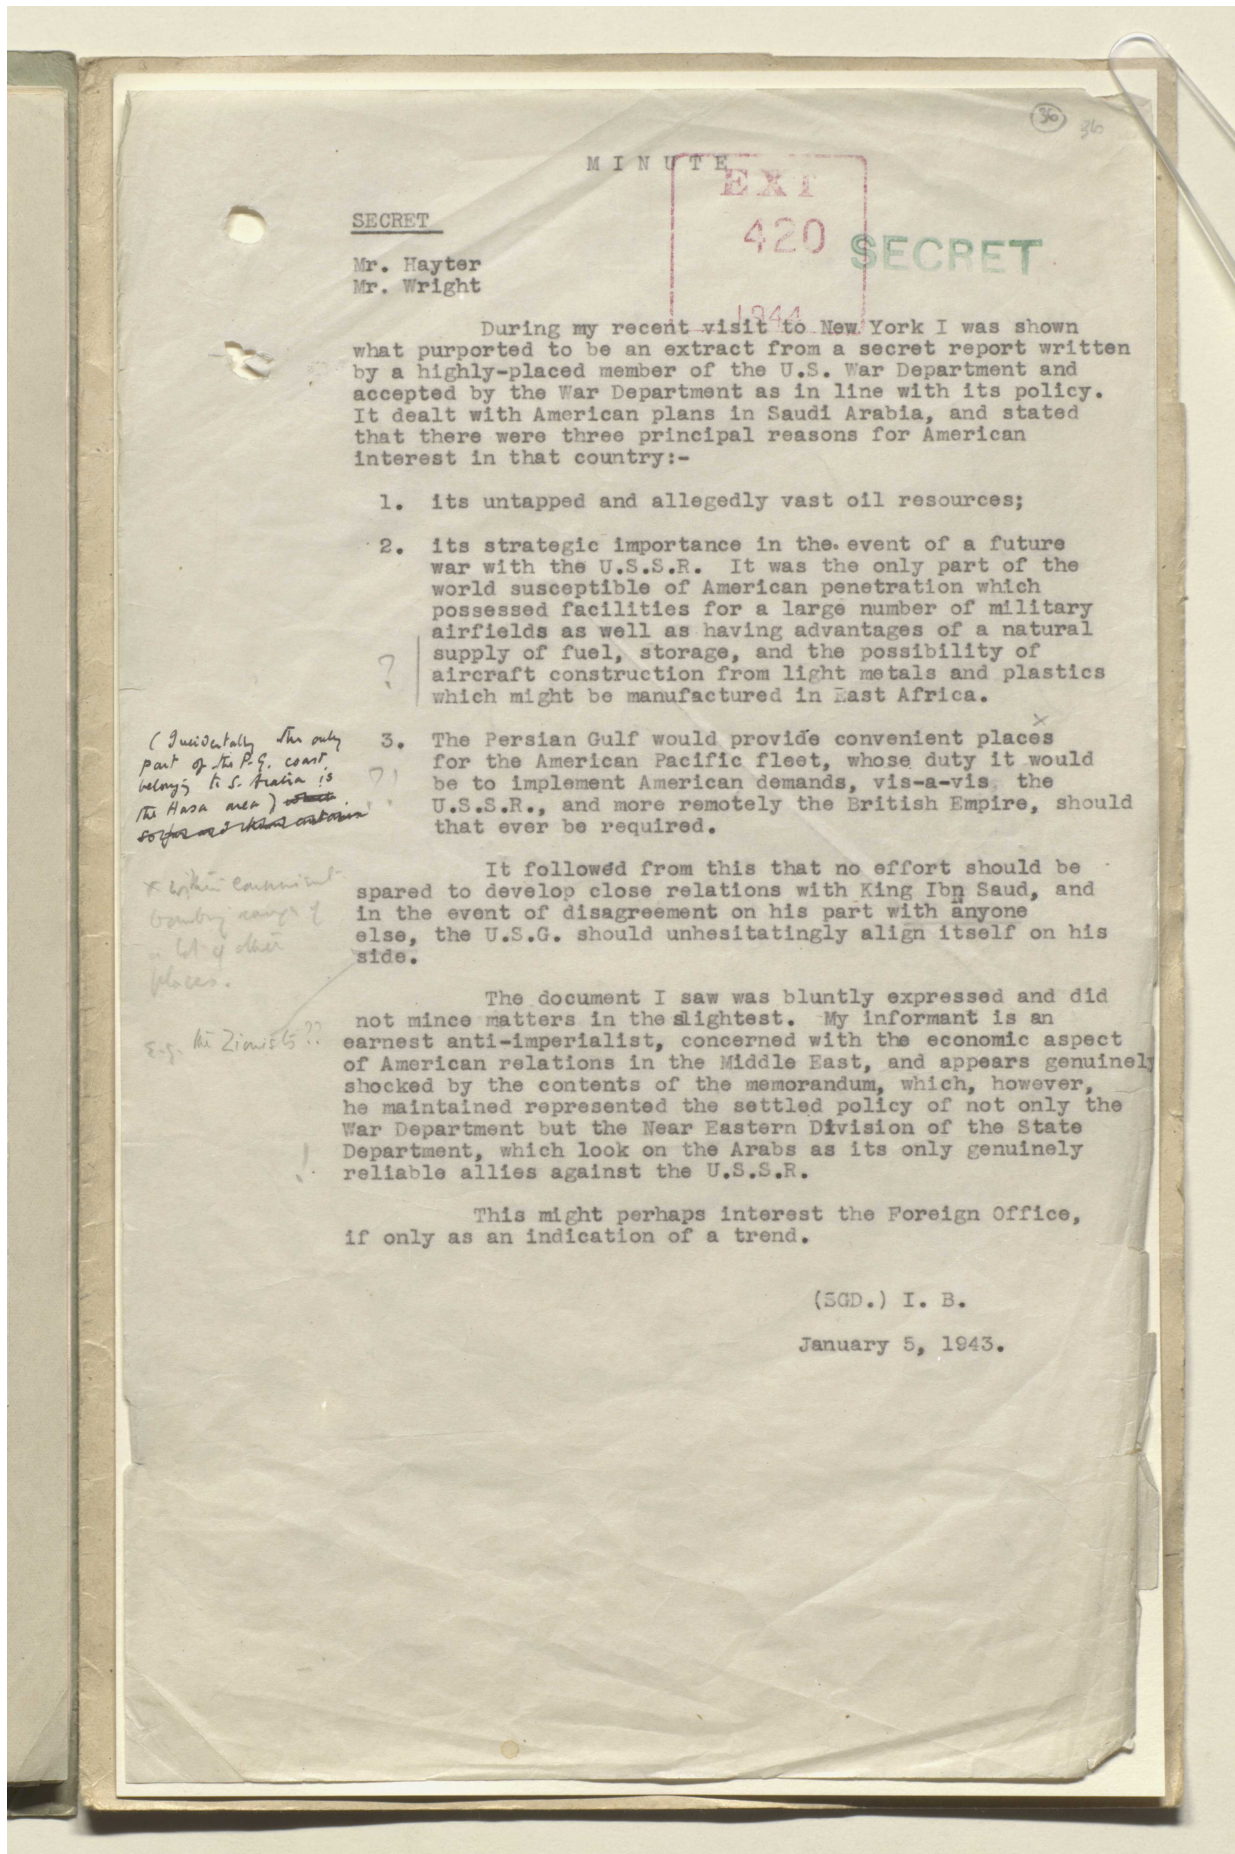 36
36
MINUTE
EXT
420
1944
SECRET
SECRET
Mr. Hayter
Mr. Wright
During my recent visit to New York I was shown
what purported to be an extract from a secret report written
by a highly-placed member of the U.S. War Department and
accepted by the War Department as in line with its policy.
It dealt with American plans in Saudi Arabia, and stated
that there were three principal reasons for American
interest in that country:-
1. its untapped and allegedly vast oil resources;
2. its strategic importance in the event of a future
war with the U.S.S.R. It was the only part of the
world susceptible of American penetration which
possessed facilities for a large number of military
airfields as well as having advantages of a natural
supply of fuel, storage, and the possibility of
? aircraft construction from light metals and plastics
which might be manufactured in East Africa.
x
3. The Persian Gulf would provide convenient places
for the American Pacific fleet, whose duty it would
?! be to implement American demands, vis-a-vis, the
U.S.S.R., and more remotely the British Empire, should
that ever be required.
(Incidentally the only
part of the P.G. coast
belonging to S. Arabia is
the Hasa area)
It followed from this that no effort should be
spared to develop close relations with King Ibn Saud, and
in the event of disagreement on his part with anyone
else, the U.S.G. should unhesitatingly align itself on his
side.
x within convenient
bombing range of
a lot of other
places.
The document I saw was bluntly expressed and did
not mince matters in the slightest. My informant is an
earnest anti-imperialist, concerned with the economic aspect
of American relations in the Middle East, and appears genuinely
shocked by the contents of the memorandum, which, however,
he maintained represented the settled policy of not only the
War Department but the Near Eastern Division of the State
Department, which look on the Arabs as its only genuinely
! reliable allies against the U.S.S.R.
E.g. the Zionists??
This might perhaps interest the Foreign Office,
if only as an indication of a trend.
(SGD.) I. B.
January 5, 1943.